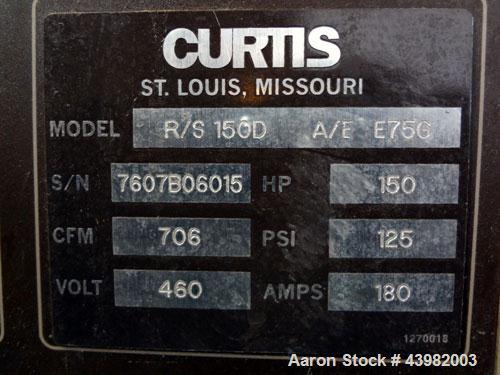 CURTIS
ST. LOUIS, MISSOURI
MODEL R/S 150D A/E E75G
S/N 7607B06015 HP 150
CFM 706 PSI 125
VOLT 460 AMPS 180
1270018
Aaron Stock # 43982003